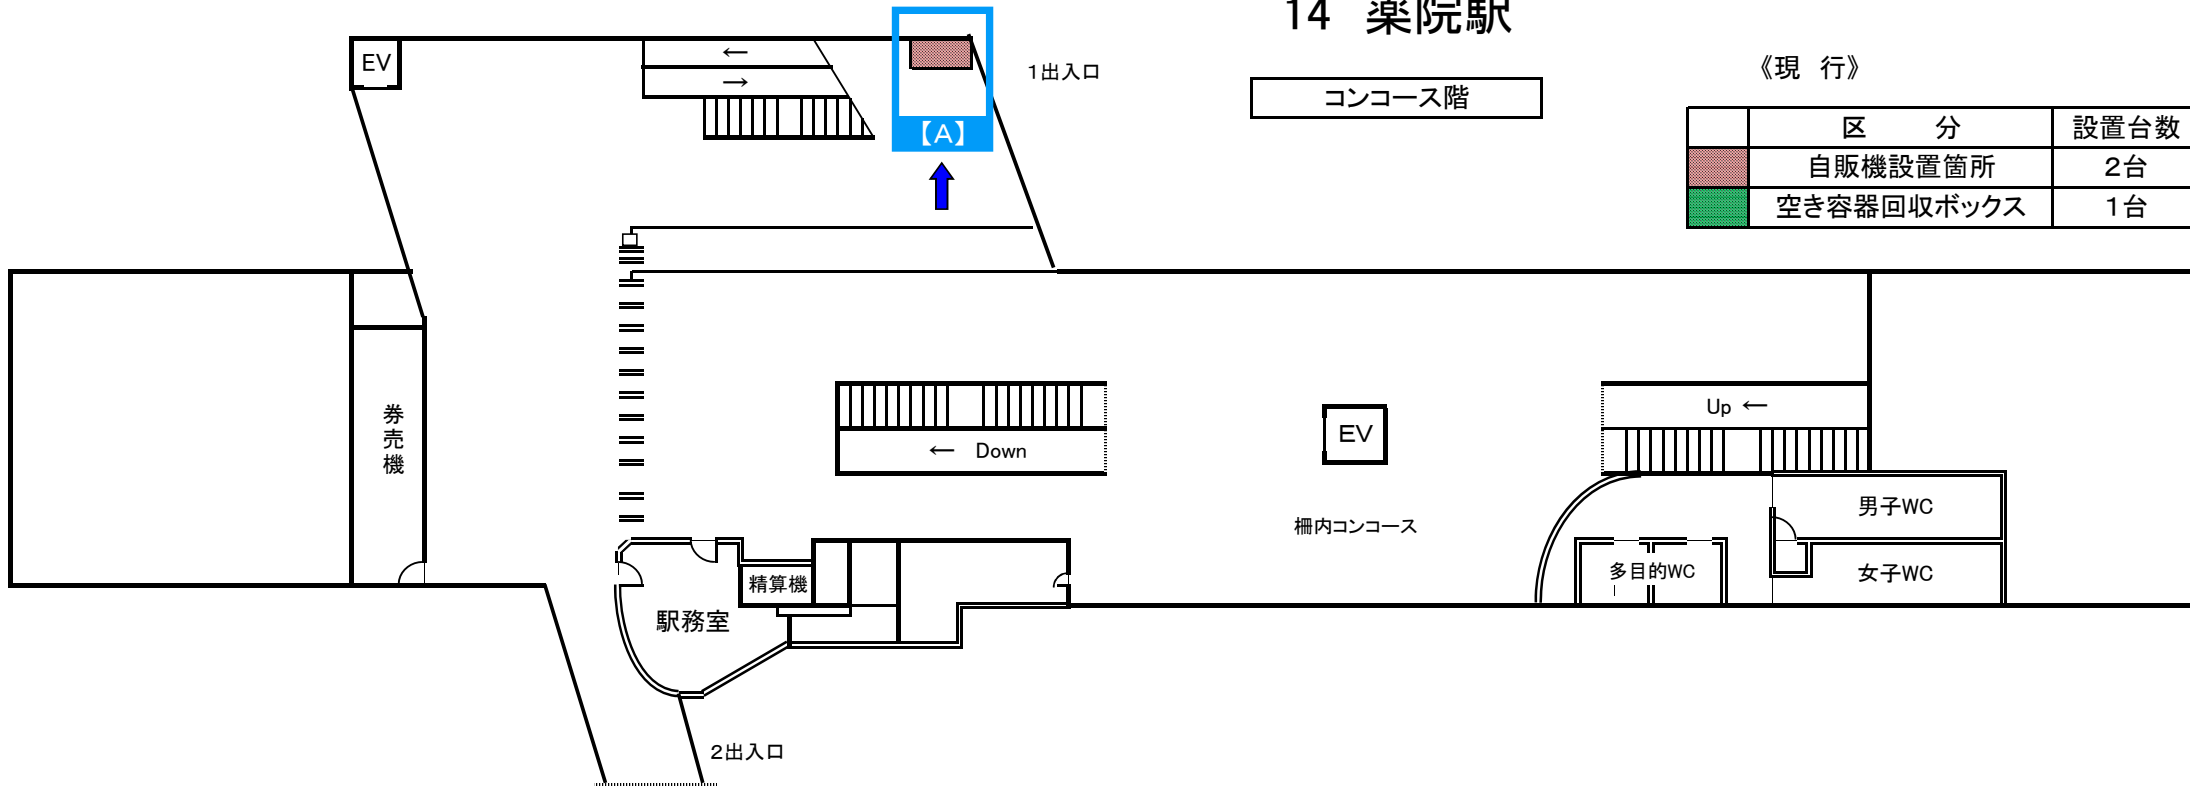 14 薬院駅
EV
←
→
【A】
1出入口
コンコース階
《現 行》
区 分 設置台数
自販機設置箇所 2台
空き容器回収ボックス 1台
券売機
← Down
EV
Up ←
柵内コンコース
男子WC
女子WC
多目的WC
精算機
駅務室
2出入口